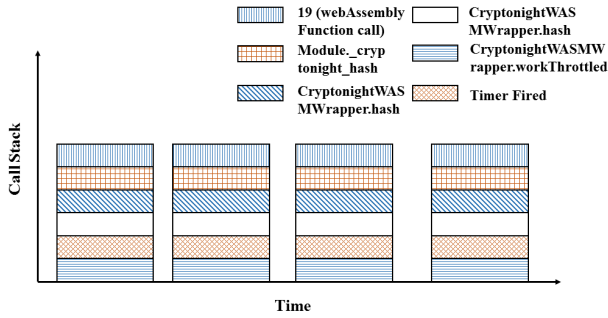 19 (webAssembly
Function call)
CryptonightWAS
MWrapper.hash
Module._cryp
tonight_hash
CryptonightWASMW
rapper.workThrottled
CryptonightWAS
MWrapper.hash
Timer Fired
Call Stack
Time